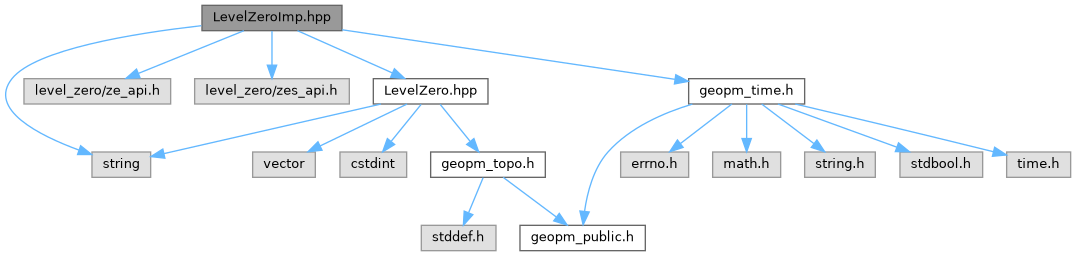 LevelZeroImp.hpp
level_zero/ze_api.h
level_zero/zes_api.h
LevelZero.hpp
geopm_time.h
string
vector
cstdint
geopm_topo.h
errno.h
math.h
string.h
stdbool.h
time.h
stddef.h
geopm_public.h